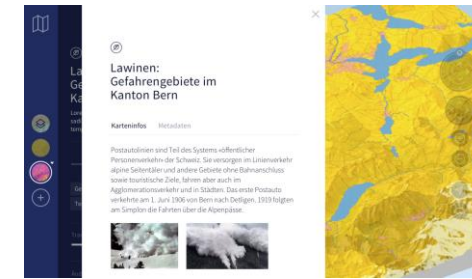 Lawinen:
Gefahrengebiete im
Kanton Bern
Karteninfos Metadaten
Postautolinien sind Teil des Systems «öffentlicher
Personenverkehr» der Schweiz. Sie versorgen im Linienverkehr
alpine Seitentäler und andere Gebiete ohne Bahnanschluss
sowie touristische Ziele, fahren aber auch im
Agglomerationsverkehr und in Städten. Das erste Postauto
verkehrte am 1. Juni 1906 von Bern nach Detligen. 1919 folgten
am Simplon die Fahrten über die Alpenpässe.